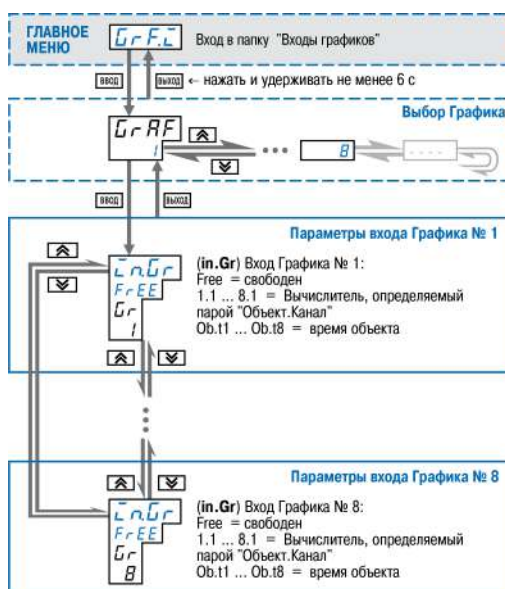 ГЛАВНОЕ
МЕНЮ
GrF.i
Вход в папку "Входы графиков"
ВВОД
ВЫХОД
← нажать и удерживать не менее 6 с
Выбор Графика
GrAF
1
•••
8
----
ВВОД
ВЫХОД
Параметры входа Графика № 1
in.Gr
FrEE
Gr
1
(in.Gr) Вход Графика № 1:
Free = свободен
1.1 ... 8.1 = Вычислитель, определяемый
парой "Объект.Канал"
Ob.t1 ... Ob.t8 = время объекта
Параметры входа Графика № 8
in.Gr
FrEE
Gr
8
(in.Gr) Вход Графика № 8:
Free = свободен
1.1 ... 8.1 = Вычислитель, определяемый
парой "Объект.Канал"
Ob.t1 ... Ob.t8 = время объекта